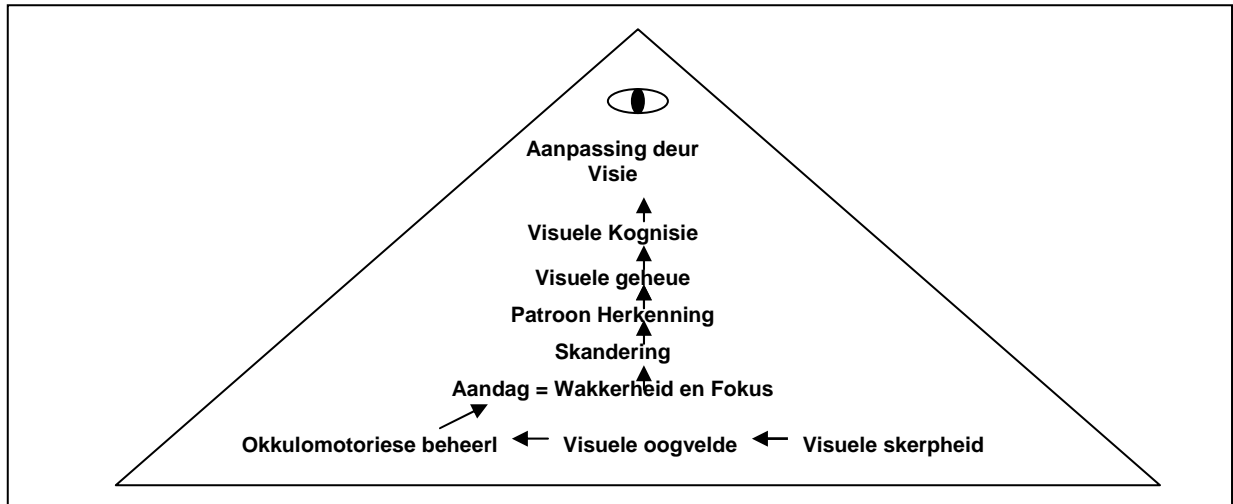 Aanpassing deur
Visie
Visuele Kognisie
Visuele geheue
Patroon Herkenning
Skandering
Aandag = Wakkerheid en Fokus
Okkulomotoriese beheerl Visuele oogvelde Visuele skerpheid